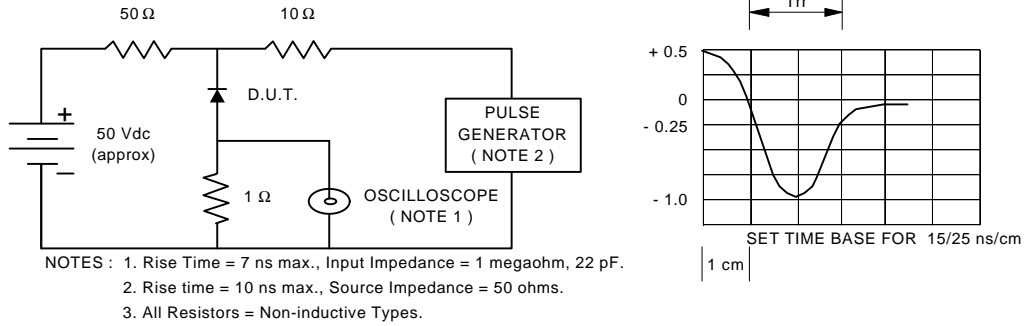 50 Ω
10 Ω
Trr
+ 0.5
D.U.T.
+
PULSE
GENERATOR
( NOTE 2 )
0
- 0.25
50 Vdc
(approx)
−
1 Ω
OSCILLOSCOPE
( NOTE 1 )
- 1.0
SET TIME BASE FOR 15/25 ns/cm
1 cm
NOTES : 1. Rise Time = 7 ns max., Input Impedance = 1 megaohm, 22 pF.
2. Rise time = 10 ns max., Source Impedance = 50 ohms.
3. All Resistors = Non-inductive Types.